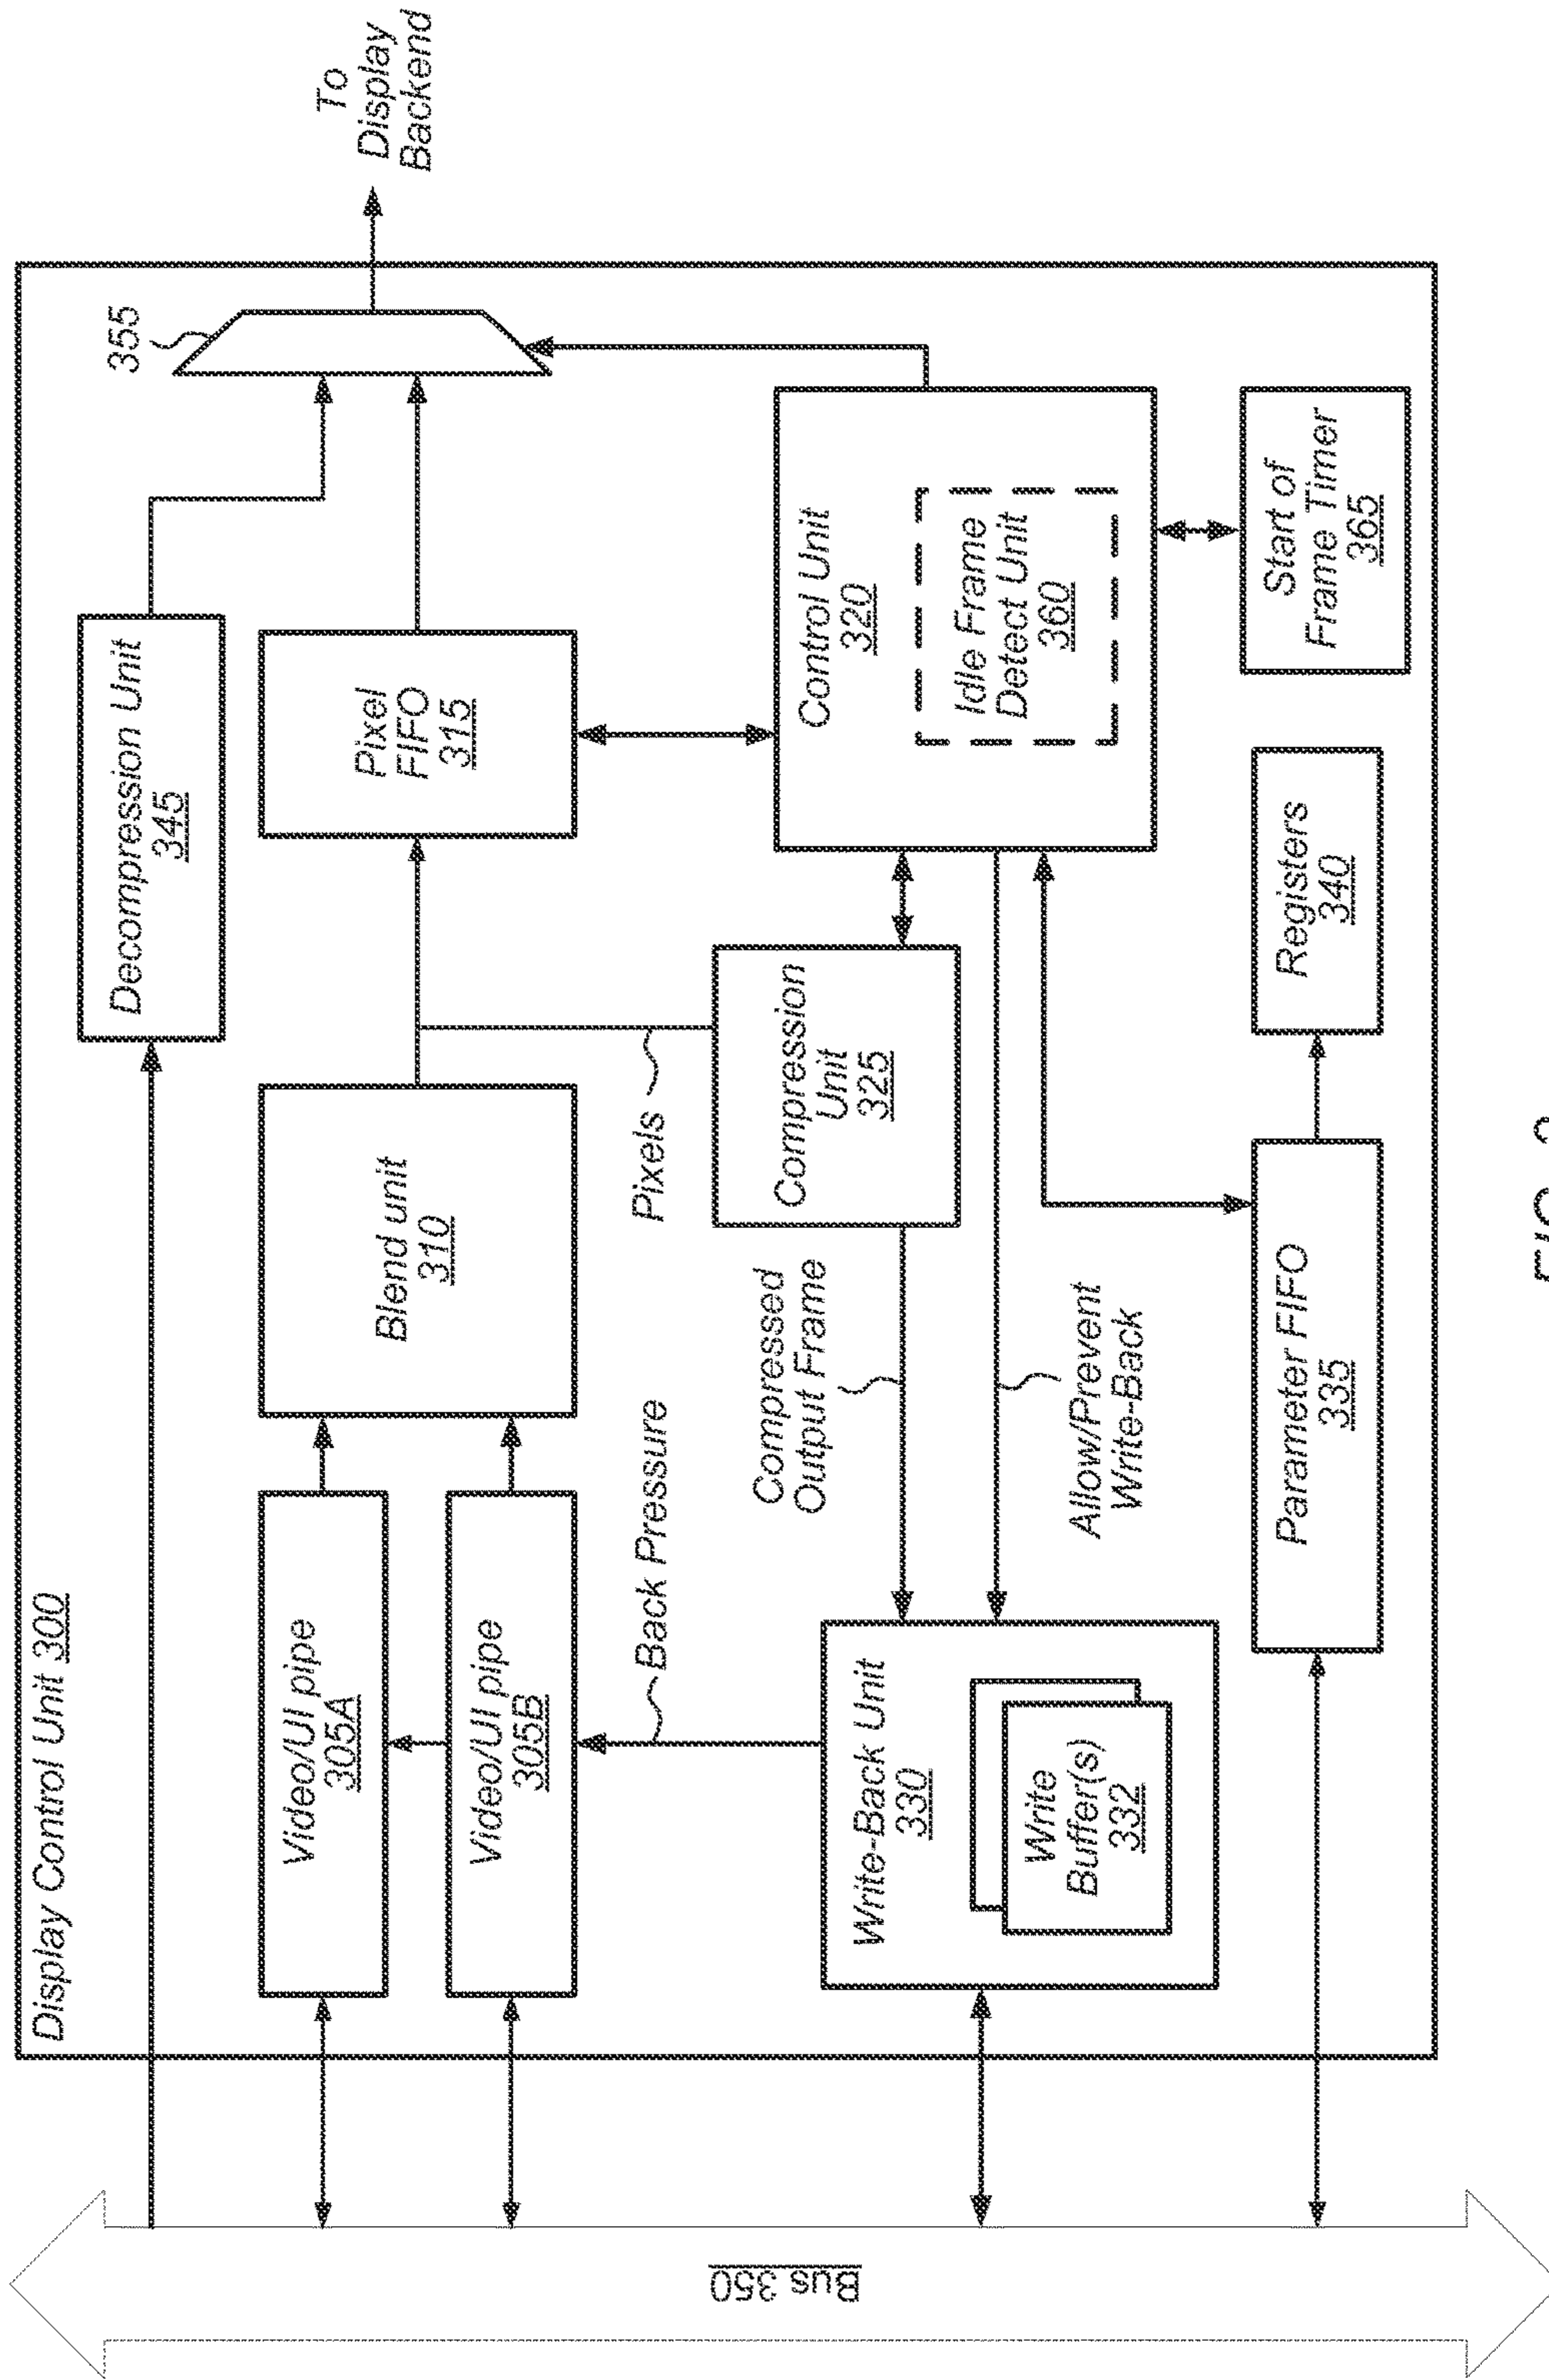 Display Control Unit 300
Decompression Unit
345
355
To
Display
Backend
Video/UI pipe
305A
Video/UI pipe
305B
Blend unit
310
Pixel
FIFO
315
Back Pressure
Pixels
Compressed
Output Frame
Compression
Unit
325
Control Unit
320
Idle Frame
Detect Unit
360
Write-Back Unit
330
Write
Buffer(s)
332
Allow/Prevent
Write-Back
Parameter FIFO
335
Registers
340
Start of
Frame Timer
365
Bus 350